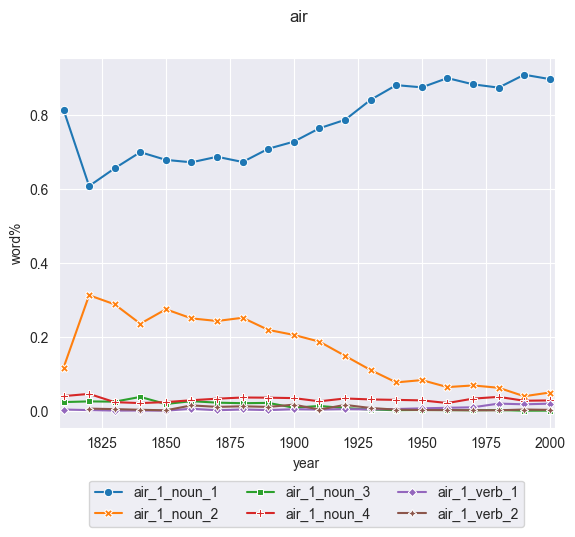 air
0.8
0.6
0.4
0.2
0.0
word%
1825 1850 1875 1900 1925 1950 1975 2000
year
air_1_noun_1 air_1_noun_3 air_1_verb_1
air_1_noun_2 air_1_noun_4 air_1_verb_2